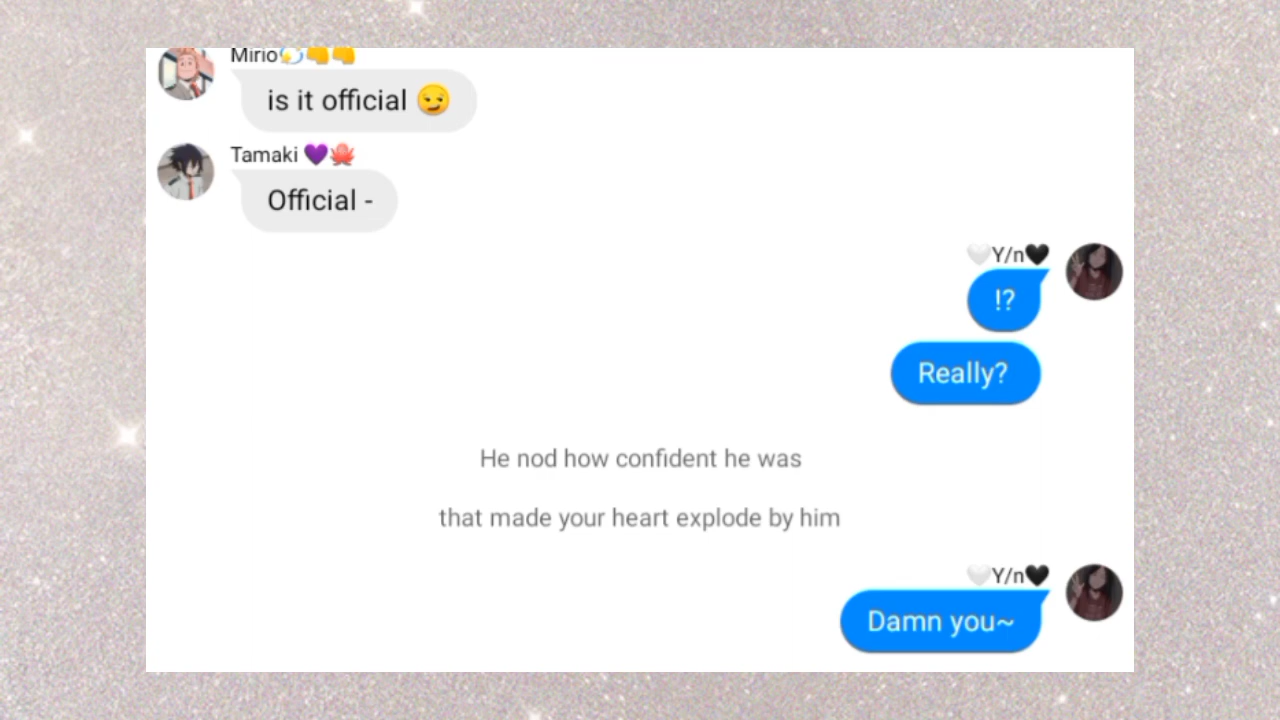 Mirio💫👊👊
is it official 😏
Tamaki 💜🐙
Official -
🤍Y/n🖤
!?
Really?
He nod how confident he was
that made your heart explode by him
🤍Y/n🖤
Damn you~